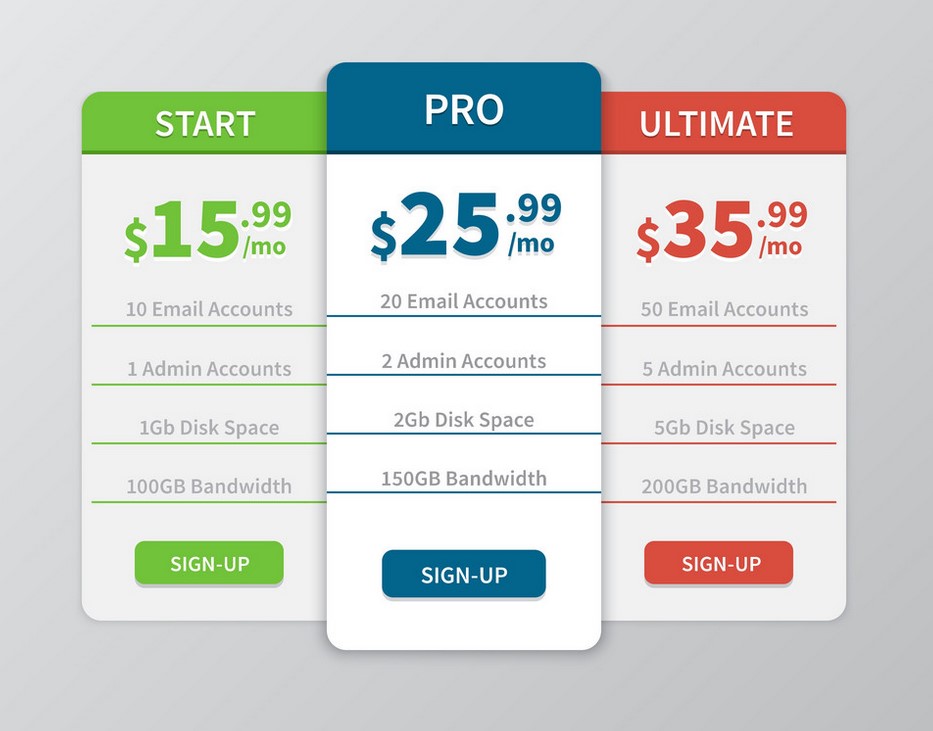 START
$15.99
/mo
10 Email Accounts
1 Admin Accounts
1Gb Disk Space
100GB Bandwidth
SIGN-UP
PRO
$25.99
/mo
20 Email Accounts
2 Admin Accounts
2Gb Disk Space
150GB Bandwidth
SIGN-UP
ULTIMATE
$35.99
/mo
50 Email Accounts
5 Admin Accounts
5Gb Disk Space
200GB Bandwidth
SIGN-UP